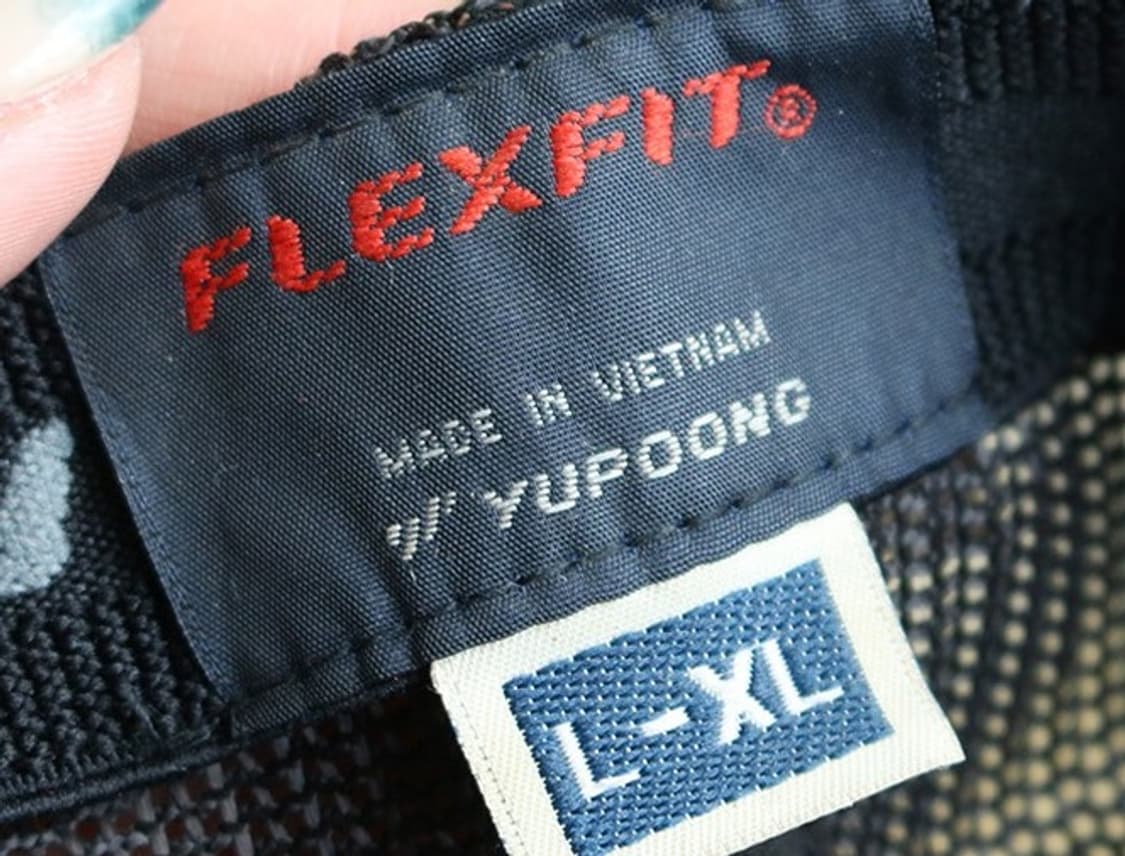 FLEXFIT®
MADE IN VIETNAM
YUPOONG
L-XL